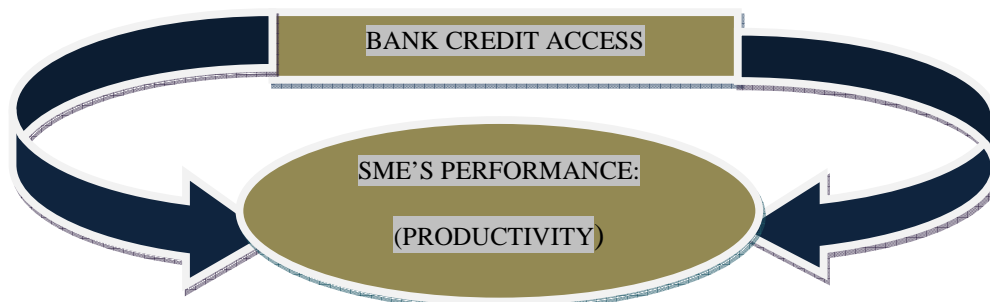 BANK CREDIT ACCESS
SME’S PERFORMANCE:
(PRODUCTIVITY)